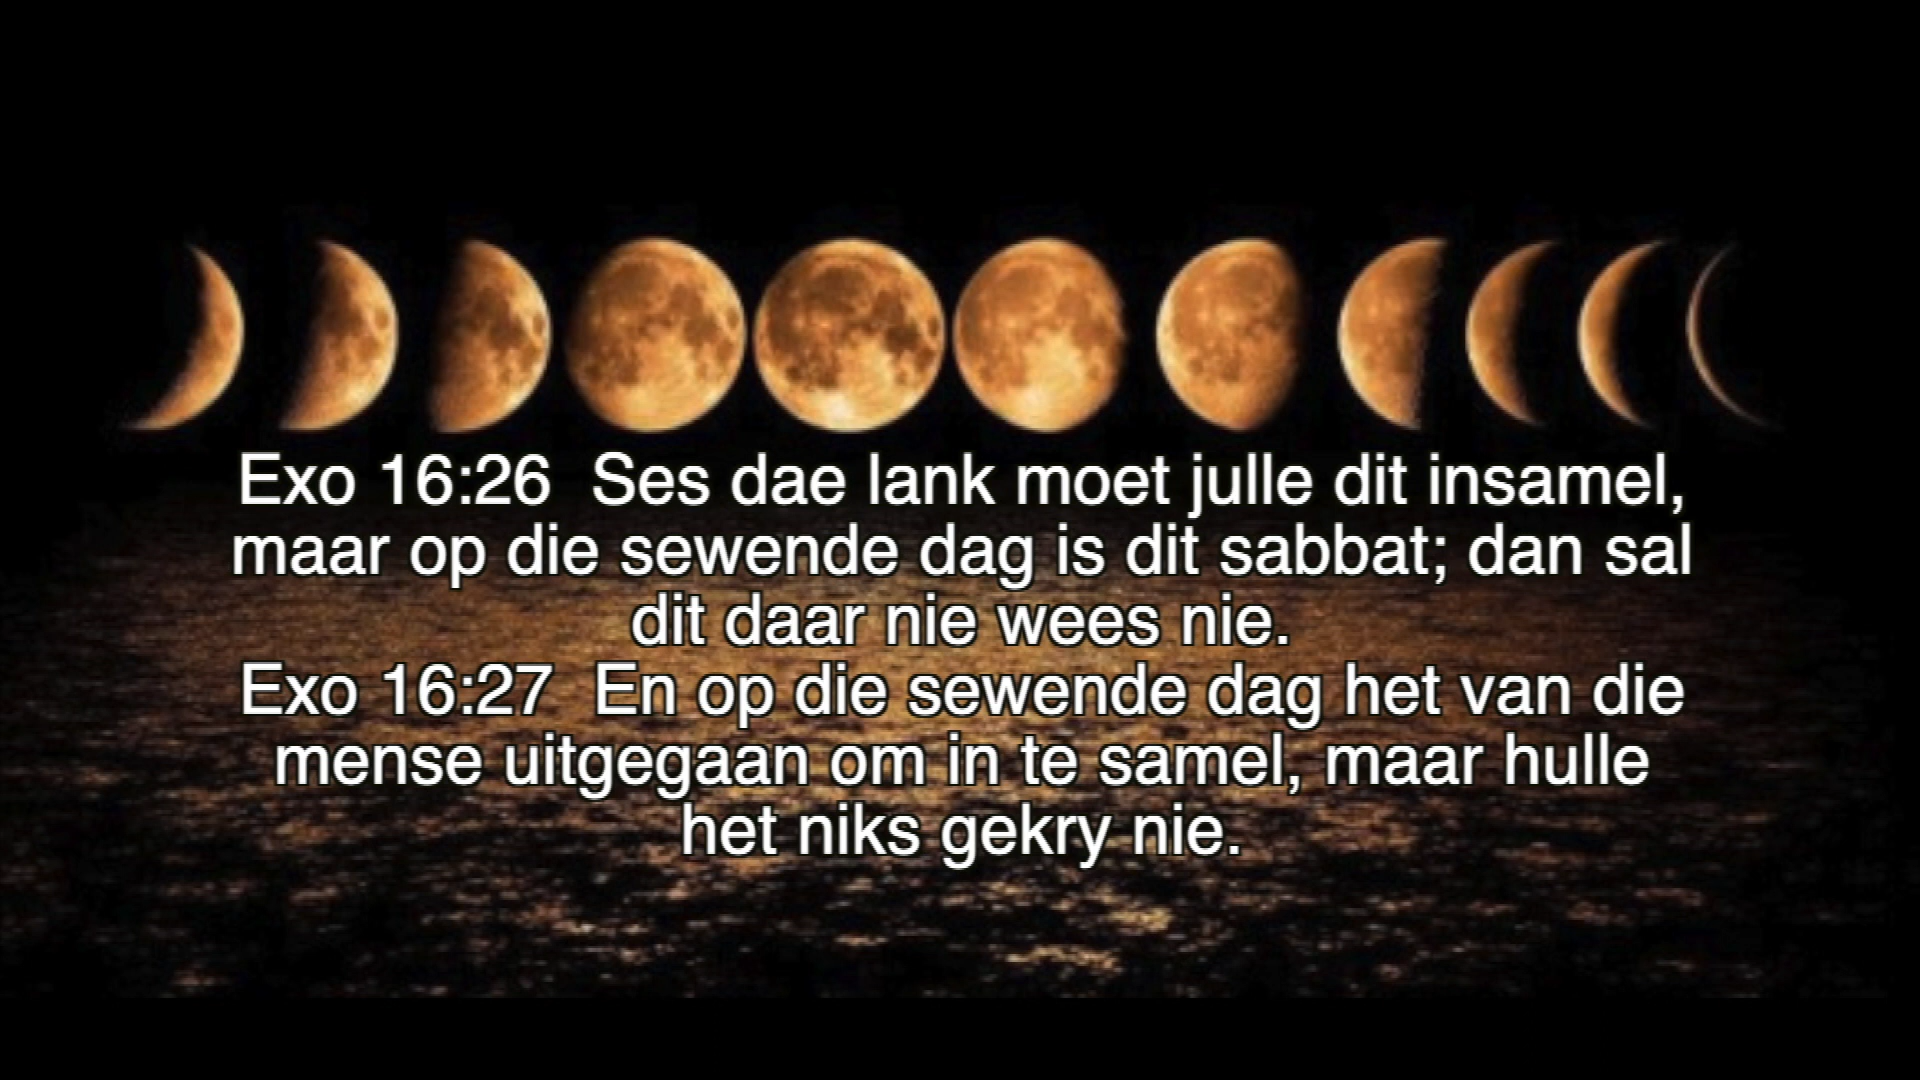 Exo 16:26  Ses dae lank moet julle dit insamel,
maar op die sewende dag is dit sabbat; dan sal
dit daar nie wees nie.
Exo 16:27  En op die sewende dag het van die
mense uitgegaan om in te samel, maar hulle
het niks gekry nie.